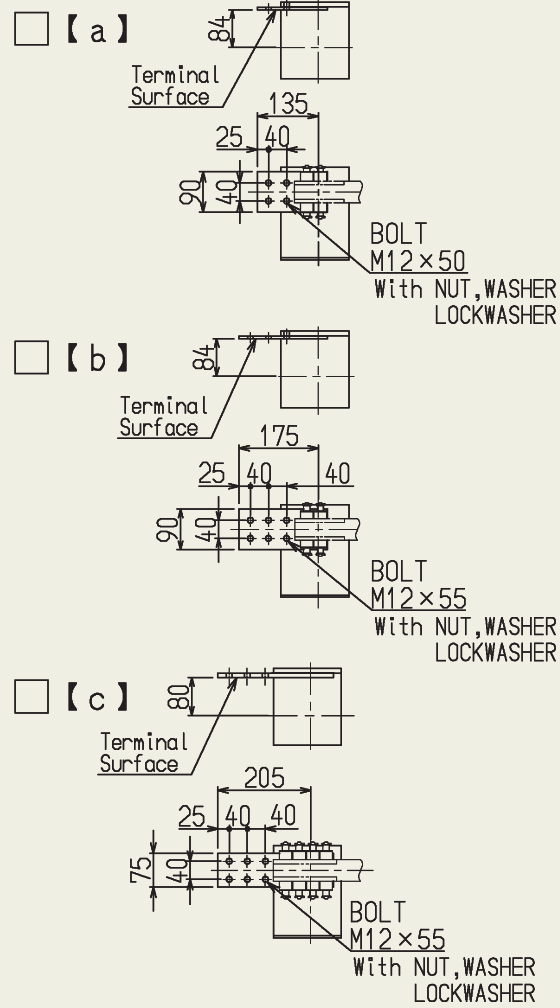 【a】
84
Terminal
Surface
135
25 40
90 40
BOLT
M12×50
With NUT,WASHER
LOCKWASHER
【b】
84
Terminal
Surface
175
25 40 40
90 40
BOLT
M12×55
With NUT,WASHER
LOCKWASHER
【c】
80
Terminal
Surface
205
25 40 40
75 40
BOLT
M12×55
With NUT,WASHER
LOCKWASHER